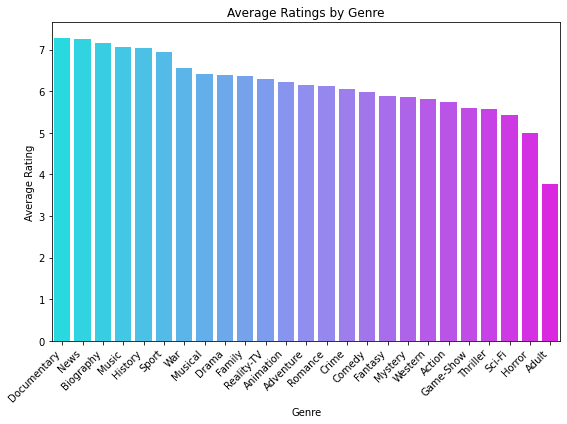 Average Ratings by Genre
Average Rating
7
6
5
4
3
2
1
0
Documentary
News
Biography
Music
History
Sport
War
Musical
Drama
Family
Reality-TV
Animation
Adventure
Romance
Crime
Comedy
Fantasy
Mystery
Western
Action
Game-Show
Thriller
Sci-Fi
Horror
Adult
Genre